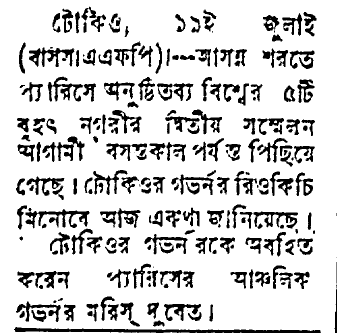 টোকিও, ১১ই জুলাই
(বাসস/এএফপি)।---আসন্ন শরতে
প্যারিসে অনুষ্ঠিতব্য বিশ্বের ৫টি
বৃহৎ নগরীর দ্বিতীয় সম্মেলন
আগামী বসন্তকাল পর্যন্ত পিছিয়ে
গেছে। টোকিওর গভর্নর রিওকিচি
মিনোবে আজ একথা জানিয়েছে।
টোকিওর গভর্নরকে অবহিত
করেন প্যারিসের আঞ্চলিক
গভর্নর মরিস্ দুবেত।